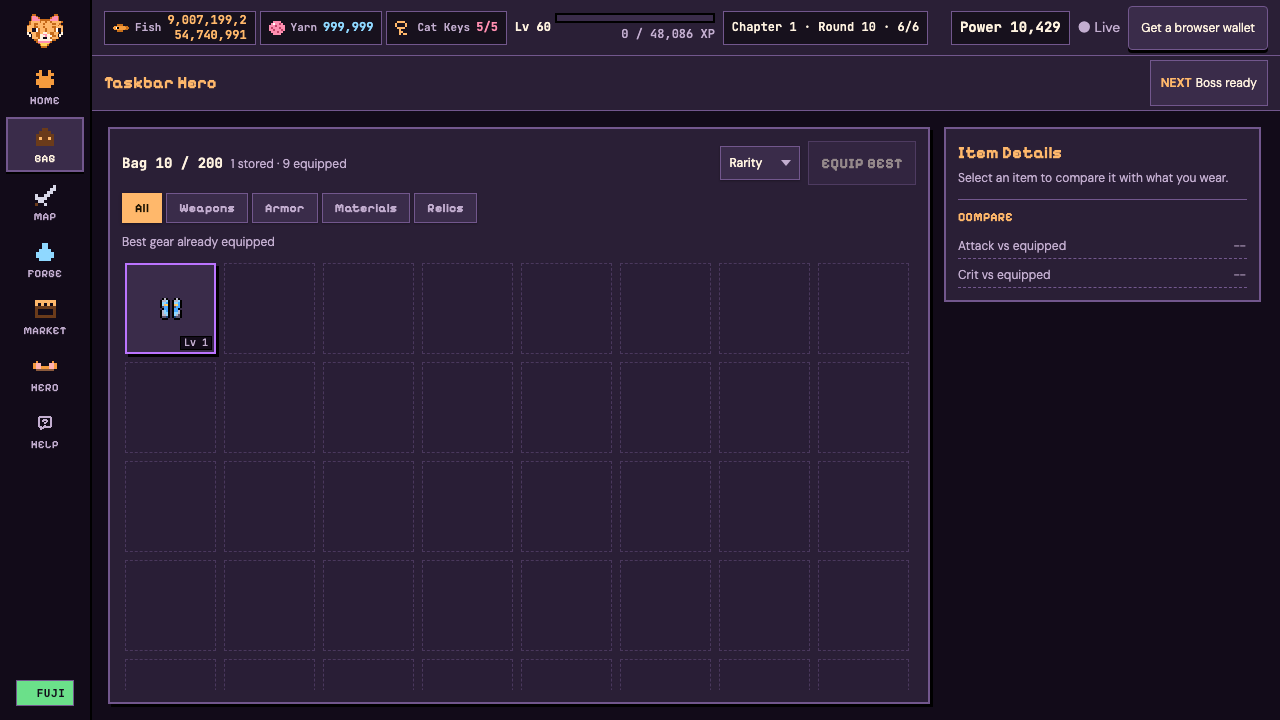 Fish 9,007,199,2
54,740,991
Yarn 999,999
Cat Keys 5/5
Lv 60
0 / 48,086 XP
Chapter 1 · Round 10 · 6/6
Power 10,429
Live
Get a browser wallet
Taskbar Hero
NEXT Boss ready
HOME
BAG
MAP
FORGE
MARKET
HERO
HELP
FUJI
Bag 10 / 200 1 stored · 9 equipped
Rarity
EQUIP BEST
All
Weapons
Armor
Materials
Relics
Best gear already equipped
Lv 1
Item Details
Select an item to compare it with what you wear.
COMPARE
Attack vs equipped --
Crit vs equipped --